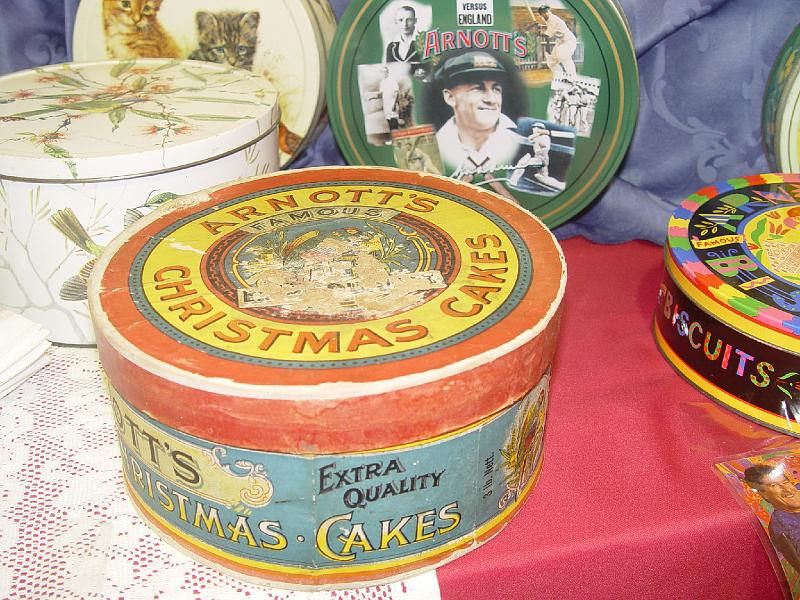 VERSUS
ENGLAND
ARNOTT'S
ARNOTT'S
FAMOUS
CHRISTMAS CAKES
OTT'S
RISTMAS · CAKES
EXTRA
QUALITY
FAMOUS
BISCUITS